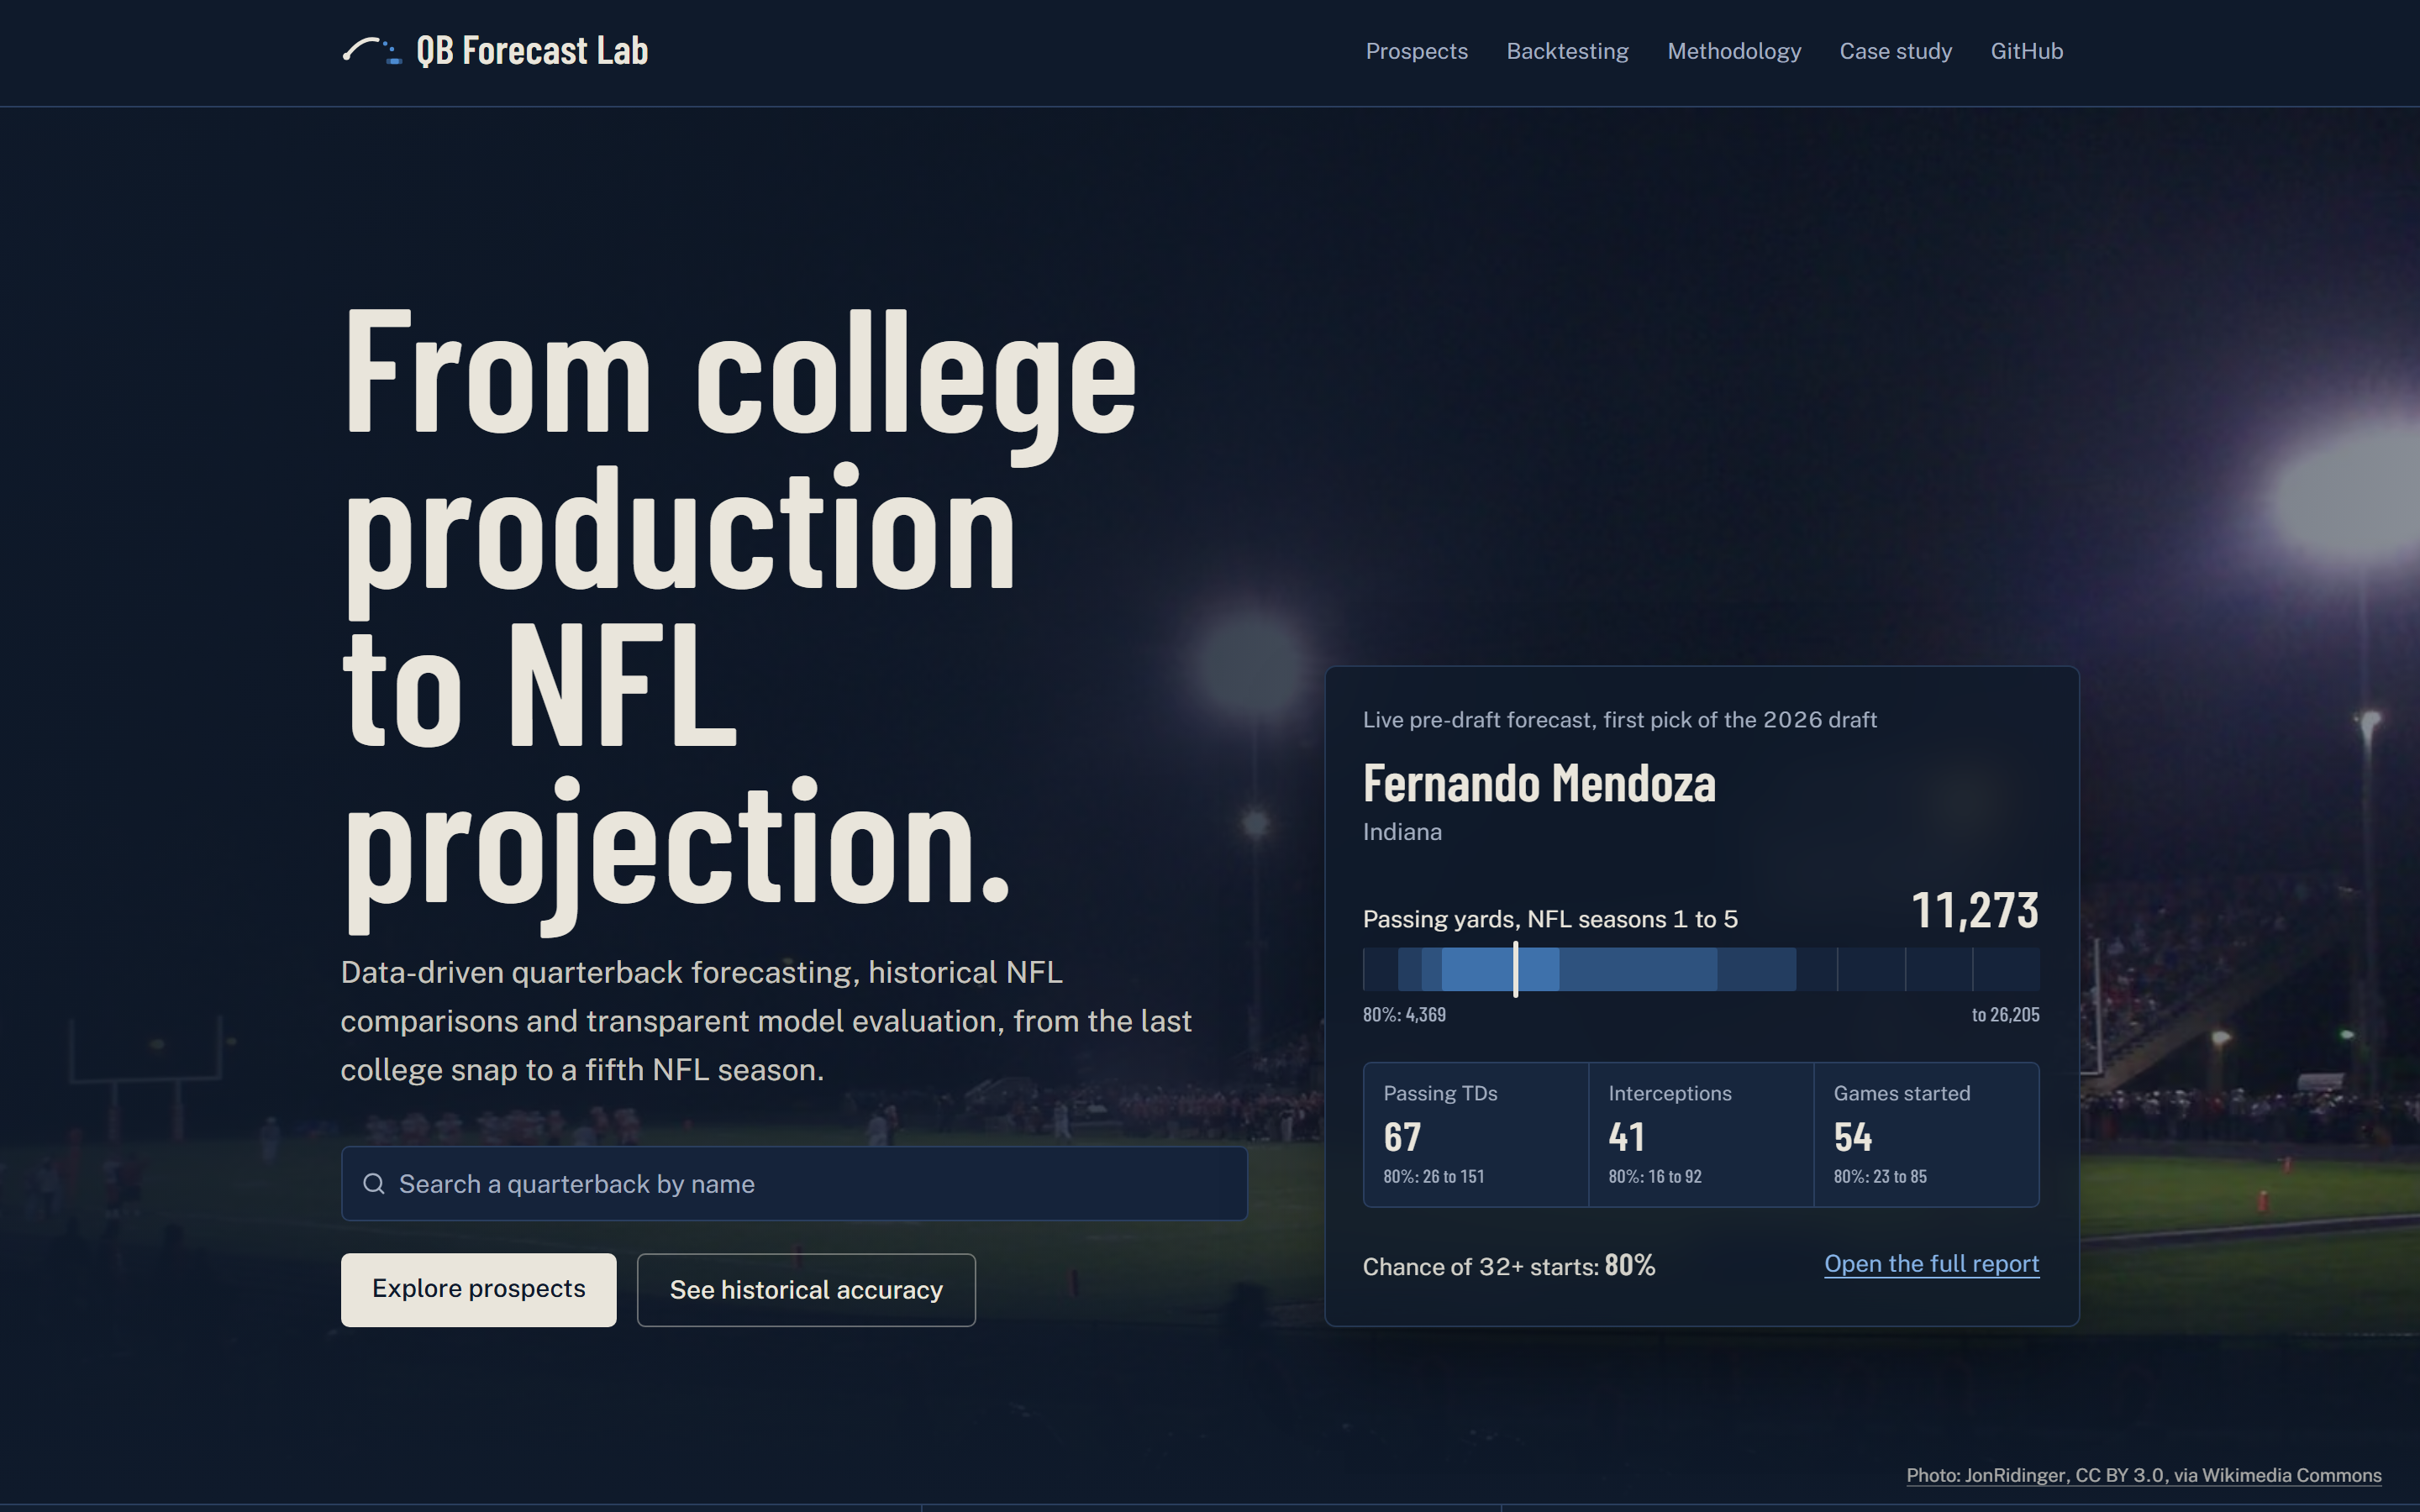 QB Forecast Lab
Prospects Backtesting Methodology Case study GitHub
From college
production
to NFL
projection.
Data-driven quarterback forecasting, historical NFL
comparisons and transparent model evaluation, from the last
college snap to a fifth NFL season.
Search a quarterback by name
Explore prospects
See historical accuracy
Live pre-draft forecast, first pick of the 2026 draft
Fernando Mendoza
Indiana
Passing yards, NFL seasons 1 to 5
11,273
80%: 4,369
to 26,205
Passing TDs
67
80%: 26 to 151
Interceptions
41
80%: 16 to 92
Games started
54
80%: 23 to 85
Chance of 32+ starts: 80%
Open the full report
Photo: JonRidinger, CC BY 3.0, via Wikimedia Commons